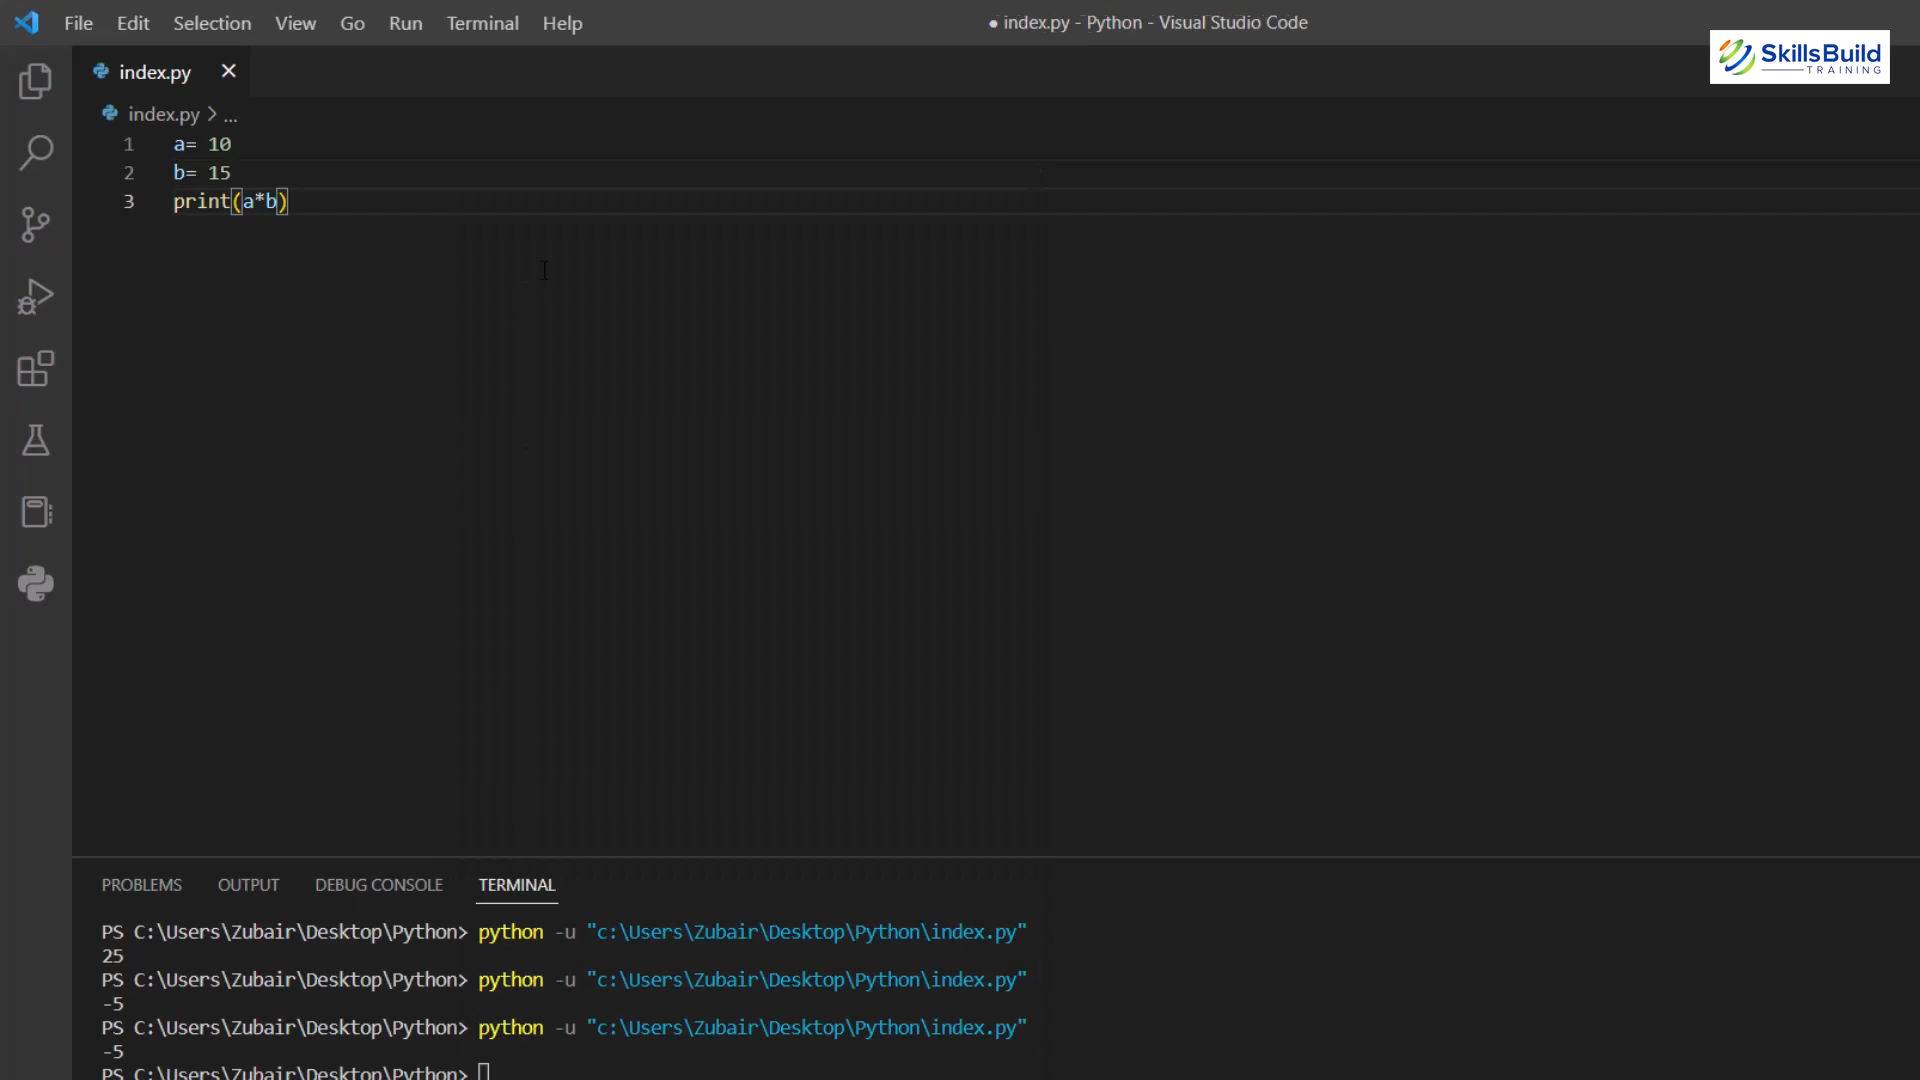 File Edit Selection View Go Run Terminal Help
● index.py - Python - Visual Studio Code
SkillsBuild
TRAINING
index.py
index.py > ...
1 a= 10
2 b= 15
3 print(a*b)
PROBLEMS OUTPUT DEBUG CONSOLE TERMINAL
PS C:\Users\Zubair\Desktop\Python> python -u "c:\Users\Zubair\Desktop\Python\index.py"
25
PS C:\Users\Zubair\Desktop\Python> python -u "c:\Users\Zubair\Desktop\Python\index.py"
-5
PS C:\Users\Zubair\Desktop\Python> python -u "c:\Users\Zubair\Desktop\Python\index.py"
-5
PS C:\Users\Zubair\Desktop\Python>